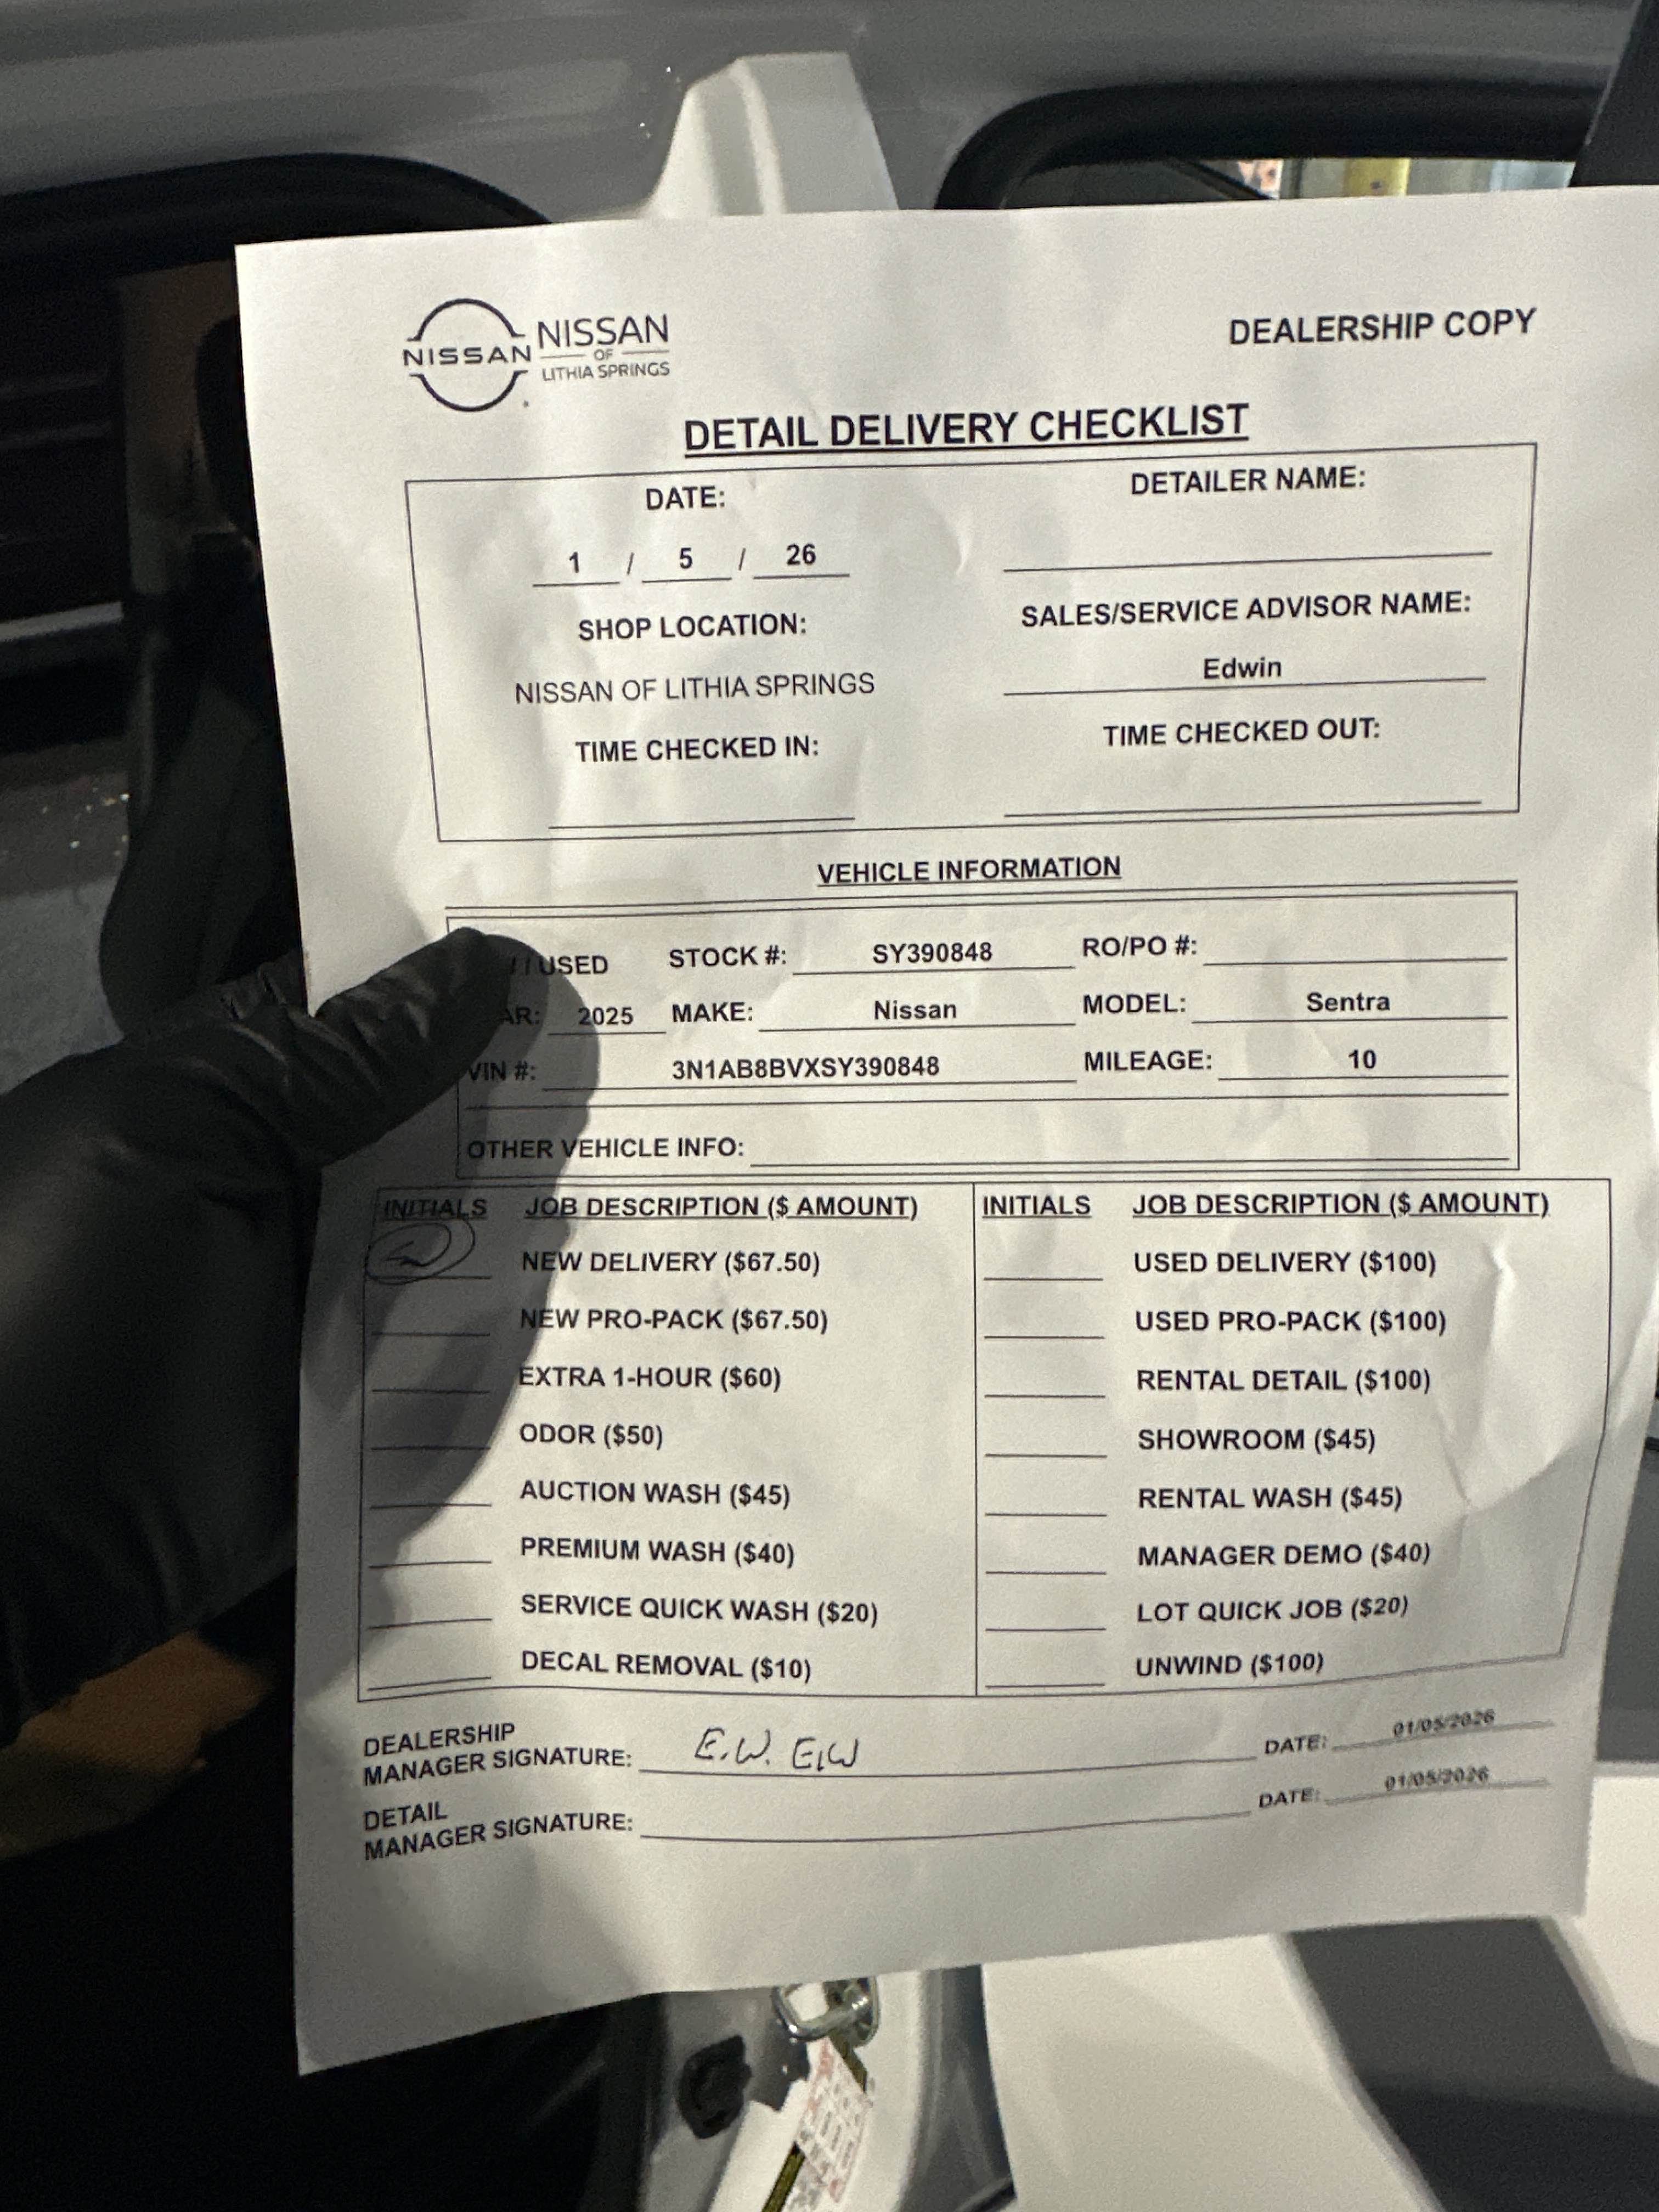 NISSAN
NISSAN
OF
LITHIA SPRINGS
DEALERSHIP COPY
DETAIL DELIVERY CHECKLIST
DATE:
1 / 5 / 26
DETAILER NAME:
SHOP LOCATION:
NISSAN OF LITHIA SPRINGS
SALES/SERVICE ADVISOR NAME:
Edwin
TIME CHECKED IN:
TIME CHECKED OUT:
VEHICLE INFORMATION
/ USED STOCK #: SY390848 RO/PO #:
AR: 2025 MAKE: Nissan MODEL: Sentra
VIN #: 3N1AB8BVXSY390848 MILEAGE: 10
OTHER VEHICLE INFO:
INITIALS JOB DESCRIPTION ($ AMOUNT) INITIALS JOB DESCRIPTION ($ AMOUNT)
NEW DELIVERY ($67.50) USED DELIVERY ($100)
NEW PRO-PACK ($67.50) USED PRO-PACK ($100)
EXTRA 1-HOUR ($60) RENTAL DETAIL ($100)
ODOR ($50) SHOWROOM ($45)
AUCTION WASH ($45) RENTAL WASH ($45)
PREMIUM WASH ($40) MANAGER DEMO ($40)
SERVICE QUICK WASH ($20) LOT QUICK JOB ($20)
DECAL REMOVAL ($10) UNWIND ($100)
DEALERSHIP
MANAGER SIGNATURE: E.W. E.W DATE: 01/05/2026
DETAIL
MANAGER SIGNATURE: DATE: 01/05/2026